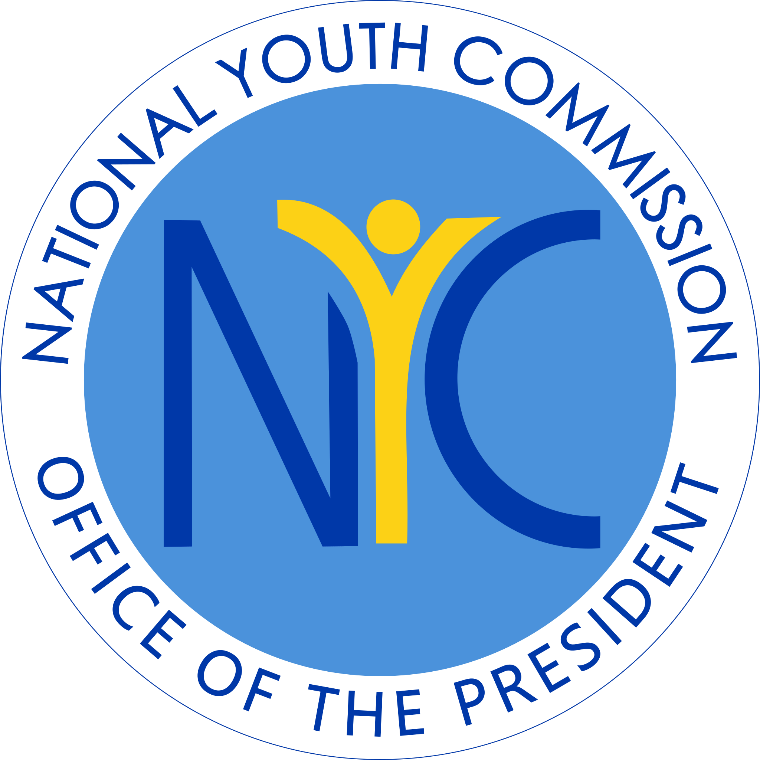 NATIONAL YOUTH COMMISSION
NYC
OFFICE OF THE PRESIDENT